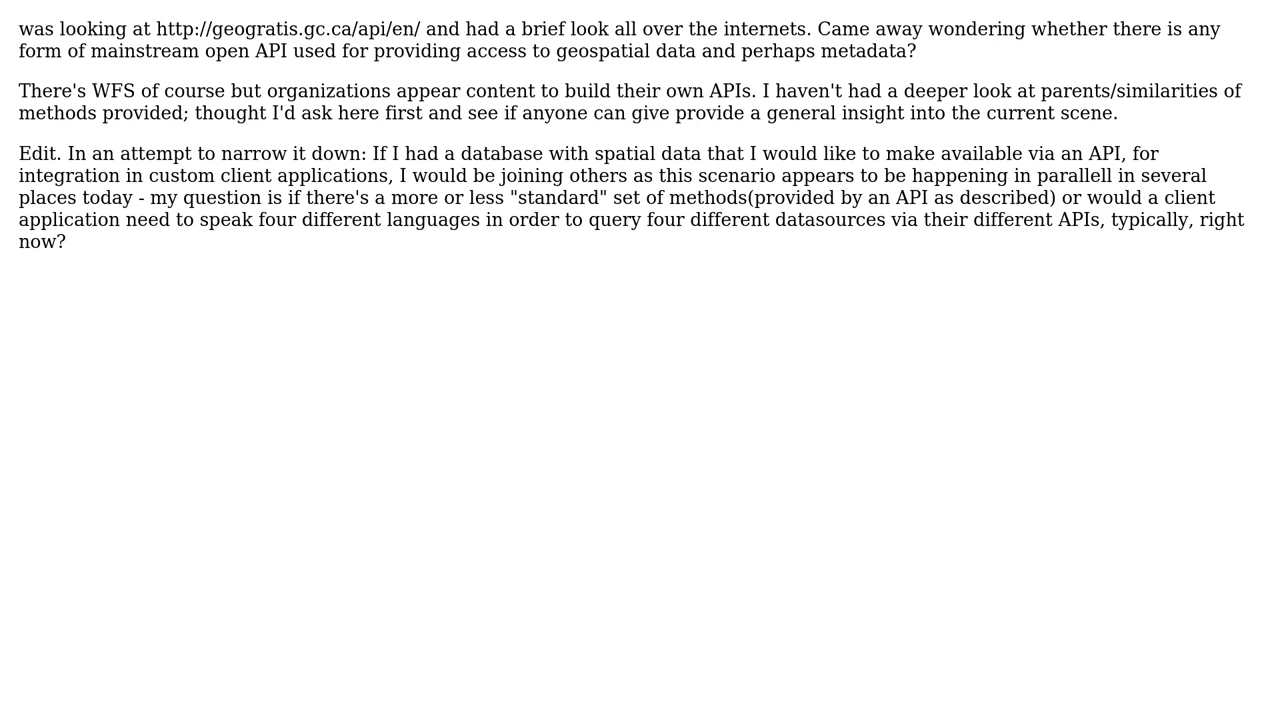 was looking at http://geogratis.gc.ca/api/en/ and had a brief look all over the internets. Came away wondering whether there is any
form of mainstream open API used for providing access to geospatial data and perhaps metadata?
There's WFS of course but organizations appear content to build their own APIs. I haven't had a deeper look at parents/similarities of
methods provided; thought I'd ask here first and see if anyone can give provide a general insight into the current scene.
Edit. In an attempt to narrow it down: If I had a database with spatial data that I would like to make available via an API, for
integration in custom client applications, I would be joining others as this scenario appears to be happening in parallell in several
places today - my question is if there's a more or less "standard" set of methods(provided by an API as described) or would a client
application need to speak four different languages in order to query four different datasources via their different APIs, typically, right
now?